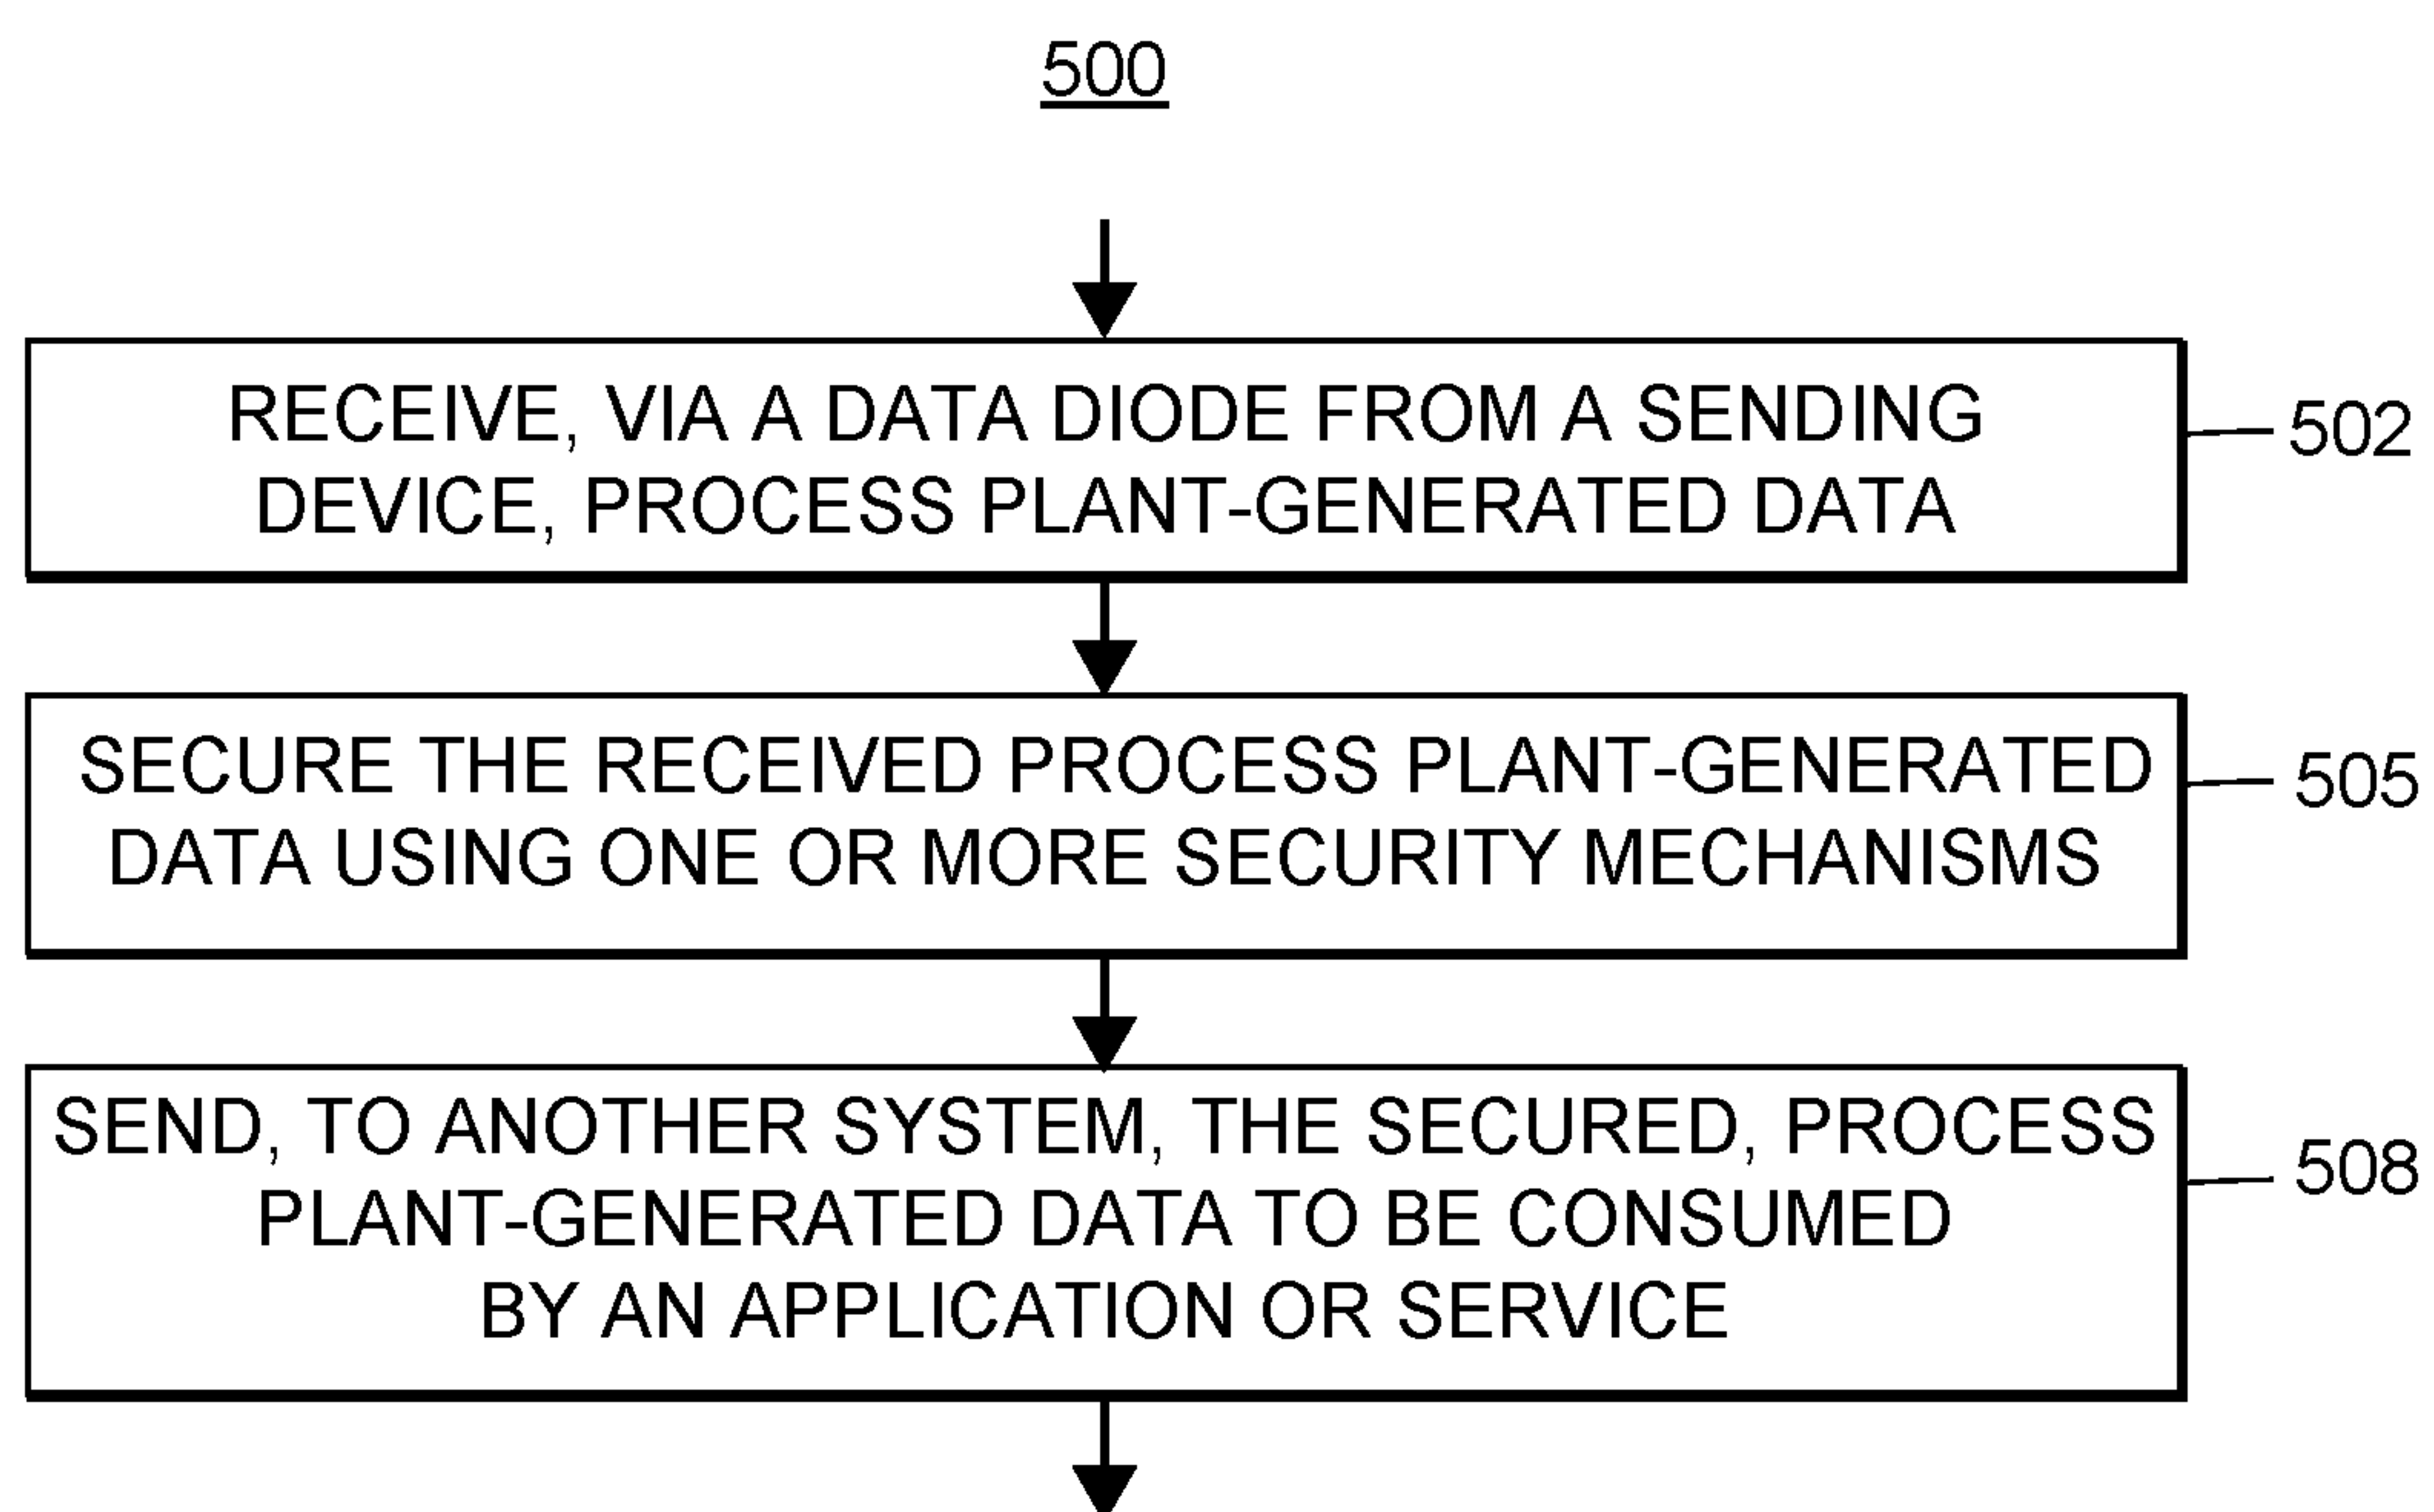 500
RECEIVE, VIA A DATA DIODE FROM A SENDING
DEVICE, PROCESS PLANT-GENERATED DATA
502
SECURE THE RECEIVED PROCESS PLANT-GENERATED
DATA USING ONE OR MORE SECURITY MECHANISMS
505
SEND, TO ANOTHER SYSTEM, THE SECURED, PROCESS
PLANT-GENERATED DATA TO BE CONSUMED
BY AN APPLICATION OR SERVICE
508